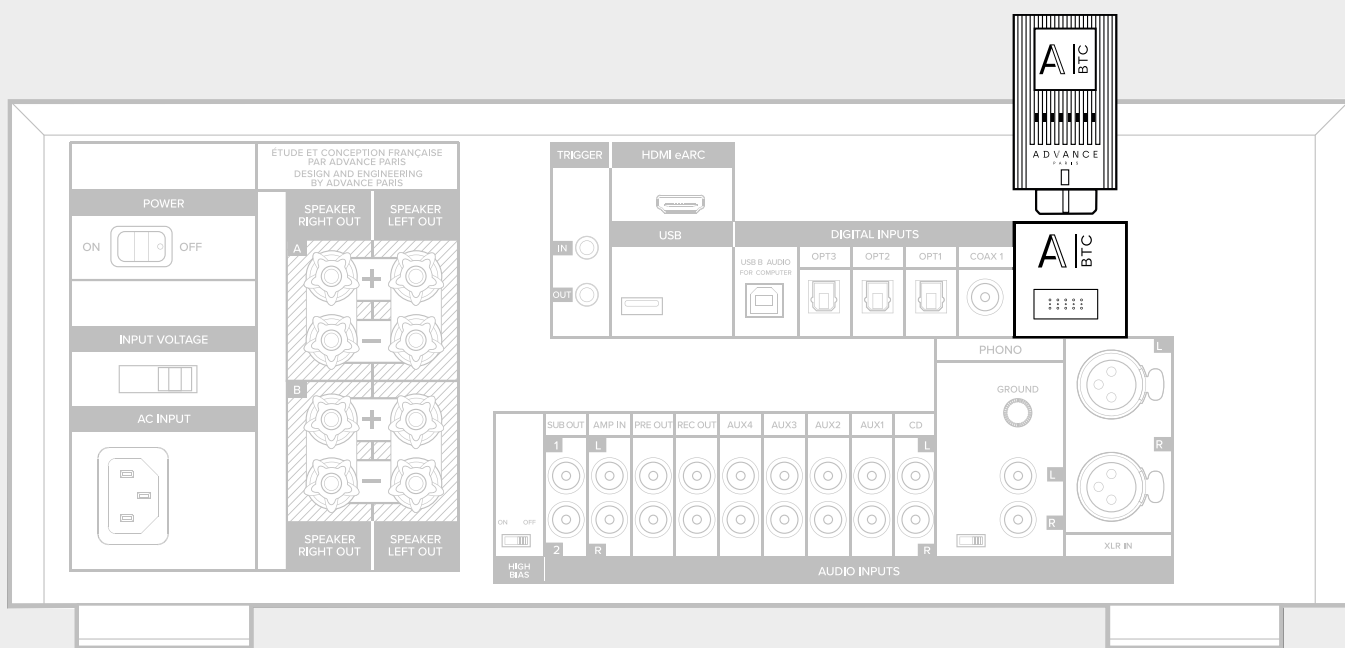 A BTC
ADVANCE
PARIS
ÉTUDE ET CONCEPTION FRANÇAISE
PAR ADVANCE PARIS
DESIGN AND ENGINEERING
BY ADVANCE PARIS
POWER
ON OFF
INPUT VOLTAGE
AC INPUT
SPEAKER RIGHT OUT
SPEAKER LEFT OUT
A
+
−
B
+
−
SPEAKER RIGHT OUT
SPEAKER LEFT OUT
TRIGGER
IN
OUT
HDMI eARC
USB
DIGITAL INPUTS
USB B AUDIO
FOR COMPUTER
OPT3 OPT2 OPT1 COAX 1
A BTC
PHONO
GROUND
L
R
L
R
XLR IN
SUB OUT AMP IN PRE OUT REC OUT AUX4 AUX3 AUX2 AUX1 CD
1 L L
2 R R
ON OFF
HIGH
BIAS
AUDIO INPUTS